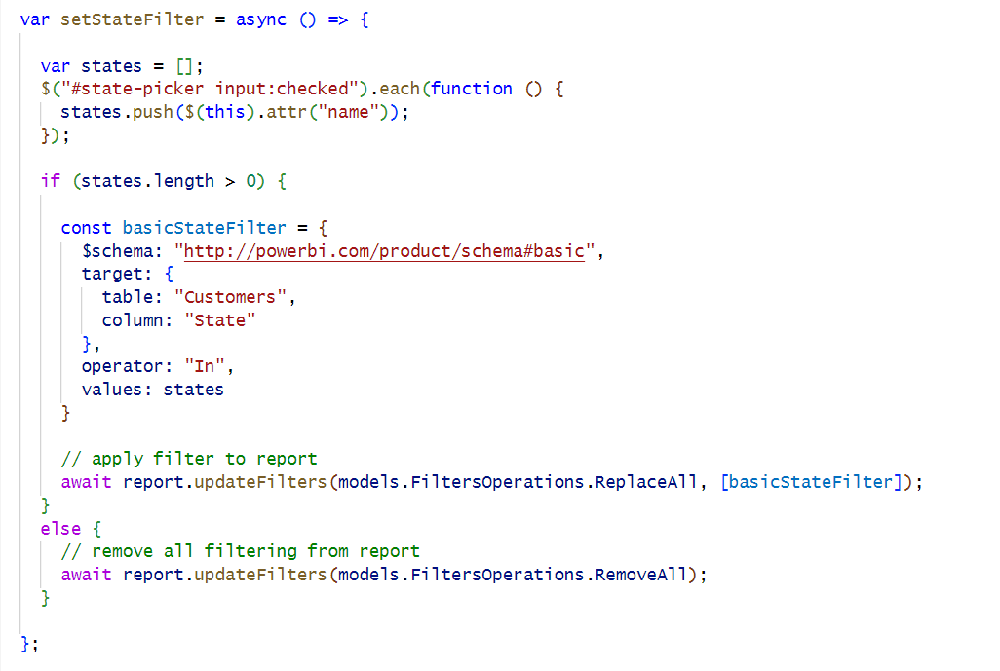 var setStateFilter = async () => {
var states = [];
$("#state-picker input:checked").each(function () {
states.push($(this).attr("name"));
});
if (states.length > 0) {
const basicStateFilter = {
$schema: "http://powerbi.com/product/schema#basic",
target: {
table: "Customers",
column: "State"
},
operator: "In",
values: states
}
// apply filter to report
await report.updateFilters(models.FiltersOperations.ReplaceAll, [basicStateFilter]);
}
else {
// remove all filtering from report
await report.updateFilters(models.FiltersOperations.RemoveAll);
}
};